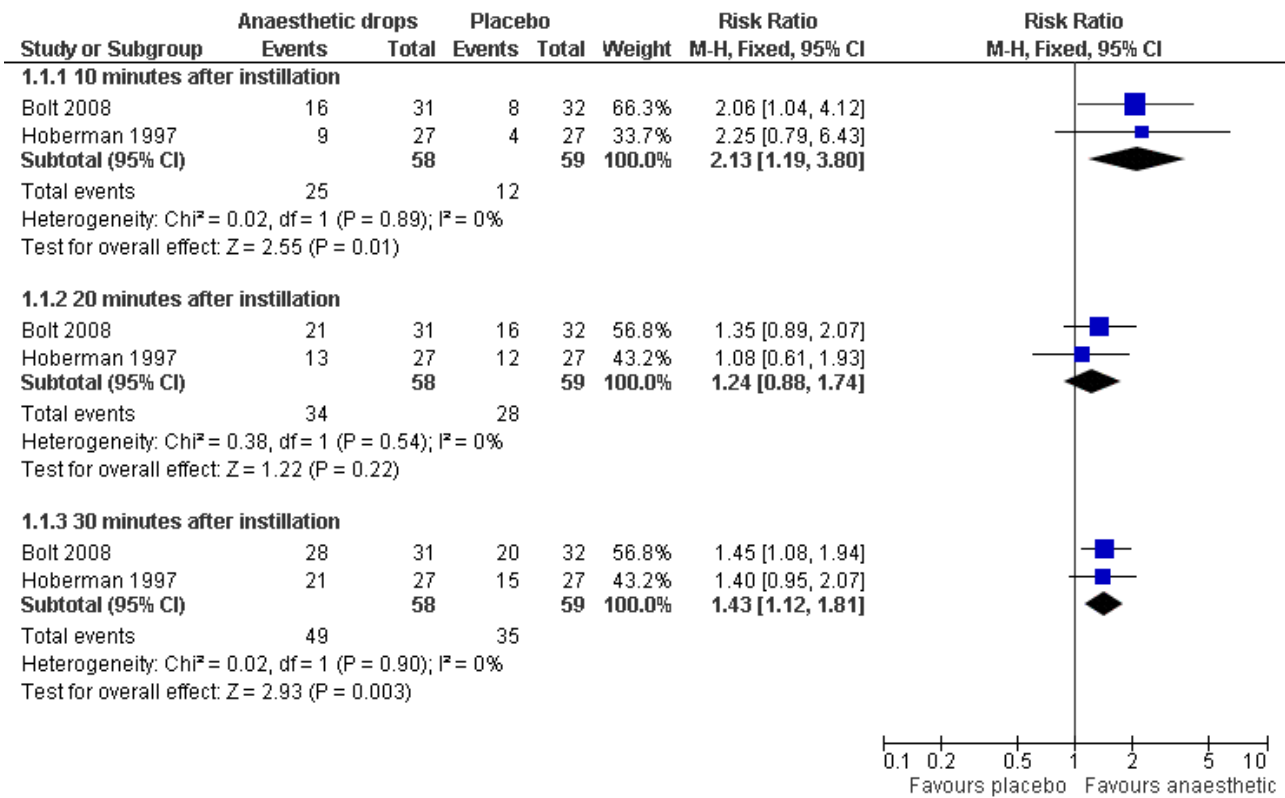 Anaesthetic drops Placebo Risk Ratio Risk Ratio
Study or Subgroup Events Total Events Total Weight M-H, Fixed, 95% CI M-H, Fixed, 95% CI
1.1.1 10 minutes after instillation
Bolt 2008 16 31 8 32 66.3% 2.06 [1.04, 4.12]
Hoberman 1997 9 27 4 27 33.7% 2.25 [0.79, 6.43]
Subtotal (95% CI) 58 59 100.0% 2.13 [1.19, 3.80]
Total events 25 12
Heterogeneity: Chi² = 0.02, df = 1 (P = 0.89); I² = 0%
Test for overall effect: Z = 2.55 (P = 0.01)
1.1.2 20 minutes after instillation
Bolt 2008 21 31 16 32 56.8% 1.35 [0.89, 2.07]
Hoberman 1997 13 27 12 27 43.2% 1.08 [0.61, 1.93]
Subtotal (95% CI) 58 59 100.0% 1.24 [0.88, 1.74]
Total events 34 28
Heterogeneity: Chi² = 0.38, df = 1 (P = 0.54); I² = 0%
Test for overall effect: Z = 1.22 (P = 0.22)
1.1.3 30 minutes after instillation
Bolt 2008 28 31 20 32 56.8% 1.45 [1.08, 1.94]
Hoberman 1997 21 27 15 27 43.2% 1.40 [0.95, 2.07]
Subtotal (95% CI) 58 59 100.0% 1.43 [1.12, 1.81]
Total events 49 35
Heterogeneity: Chi² = 0.02, df = 1 (P = 0.90); I² = 0%
Test for overall effect: Z = 2.93 (P = 0.003)
0.1 0.2 0.5 1 2 5 10
Favours placebo Favours anaesthetic